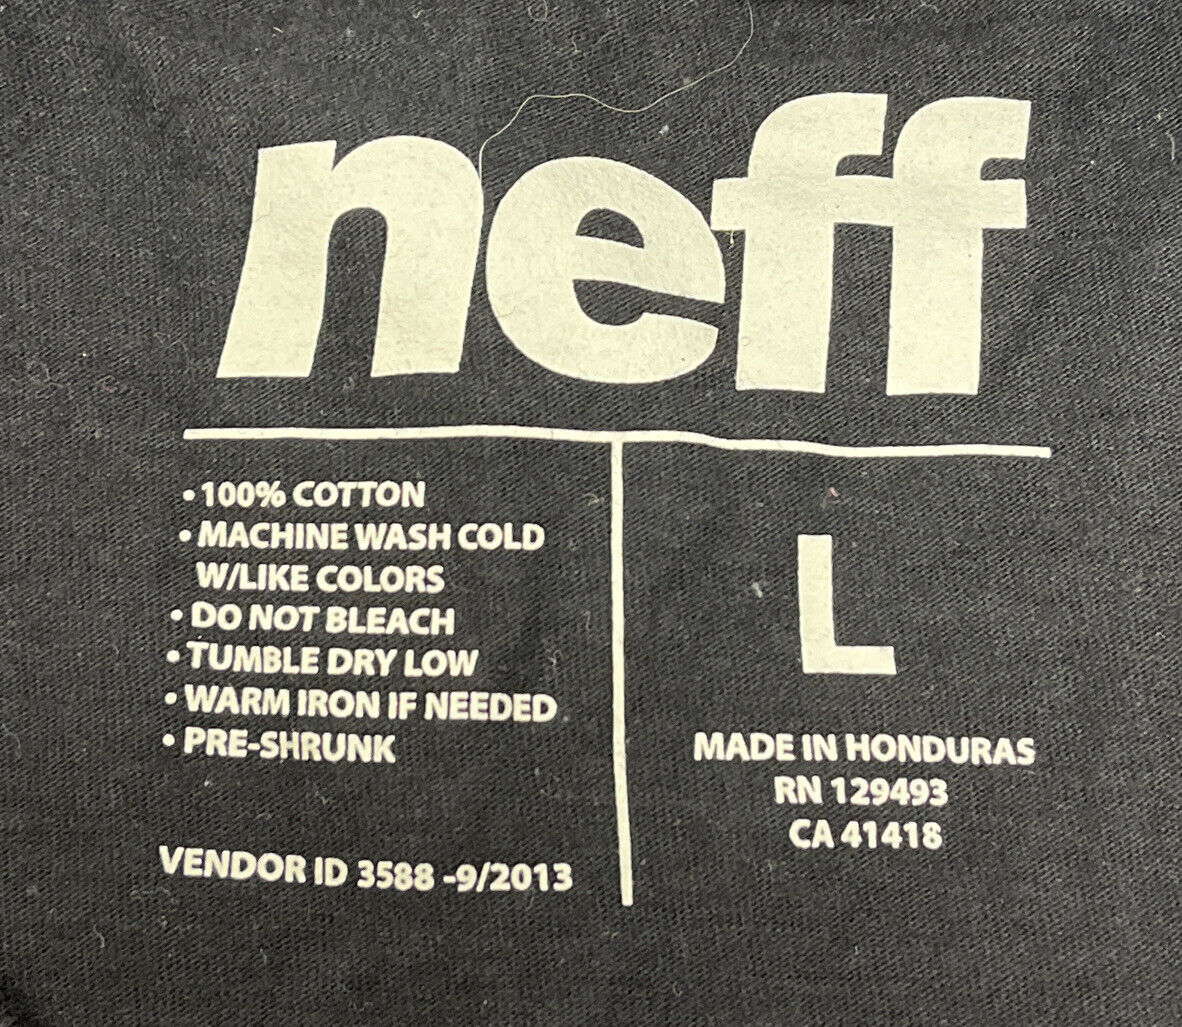 neff
• 100% COTTON
• MACHINE WASH COLD
W/LIKE COLORS
• DO NOT BLEACH
• TUMBLE DRY LOW
• WARM IRON IF NEEDED
• PRE-SHRUNK
VENDOR ID 3588 -9/2013
L
MADE IN HONDURAS
RN 129493
CA 41418